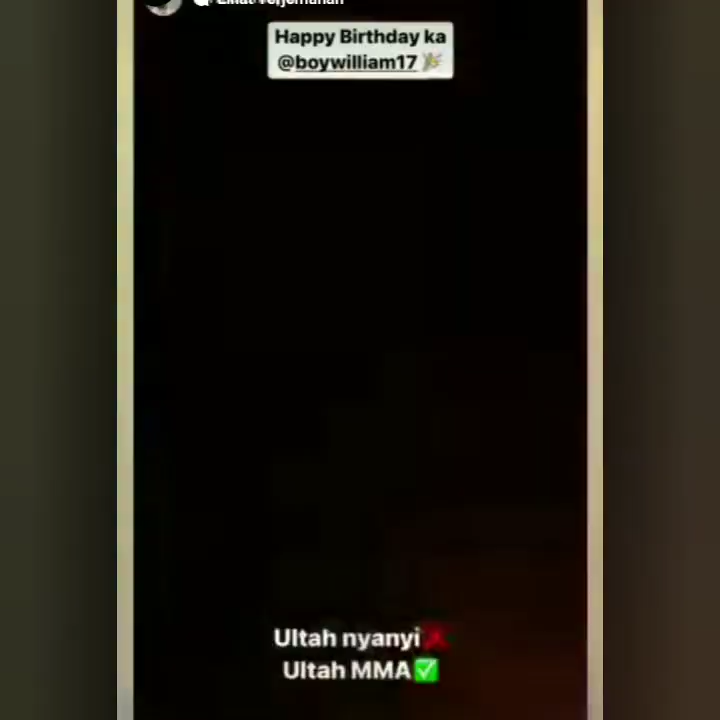 Happy Birthday ka
@boywilliam17 🎉
Ultah nyanyi❌
Ultah MMA✅